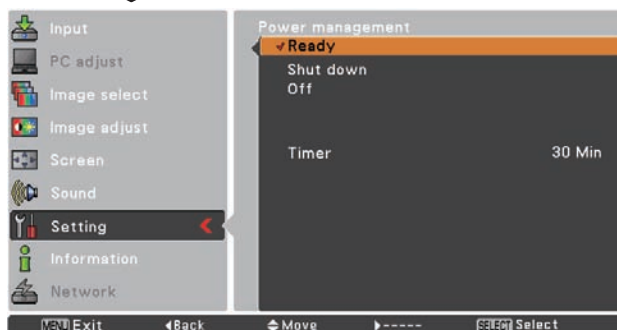 Input
PC adjust
Image select
Image adjust
Screen
Sound
Setting
Information
Network
Power management
✔Ready
Shut down
Off
Timer 30 Min
MENU Exit ◀Back ◆Move ▶----- SELECT Select